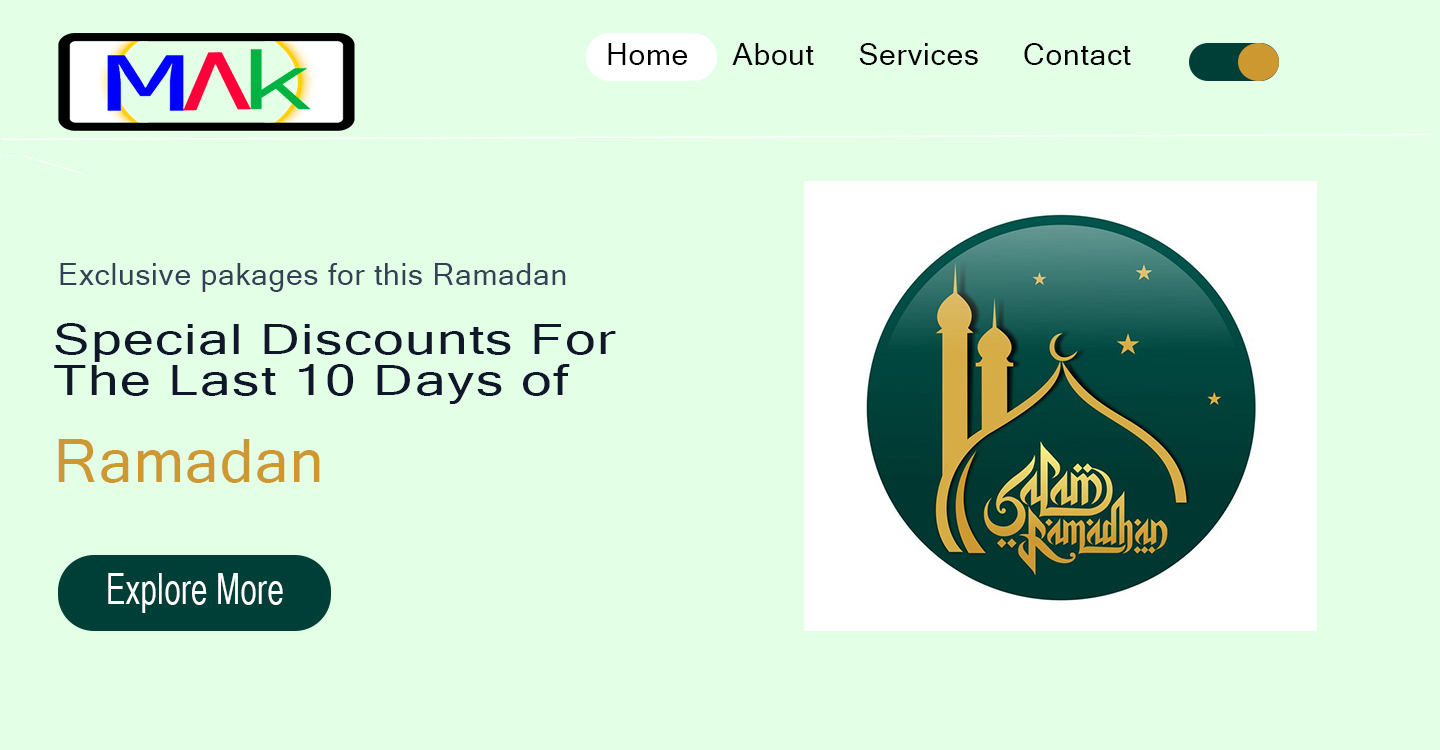 MAK
Home About Services Contact
Exclusive pakages for this Ramadan
Special Discounts For
The Last 10 Days of
Ramadan
Explore More
Salam
Ramadhan